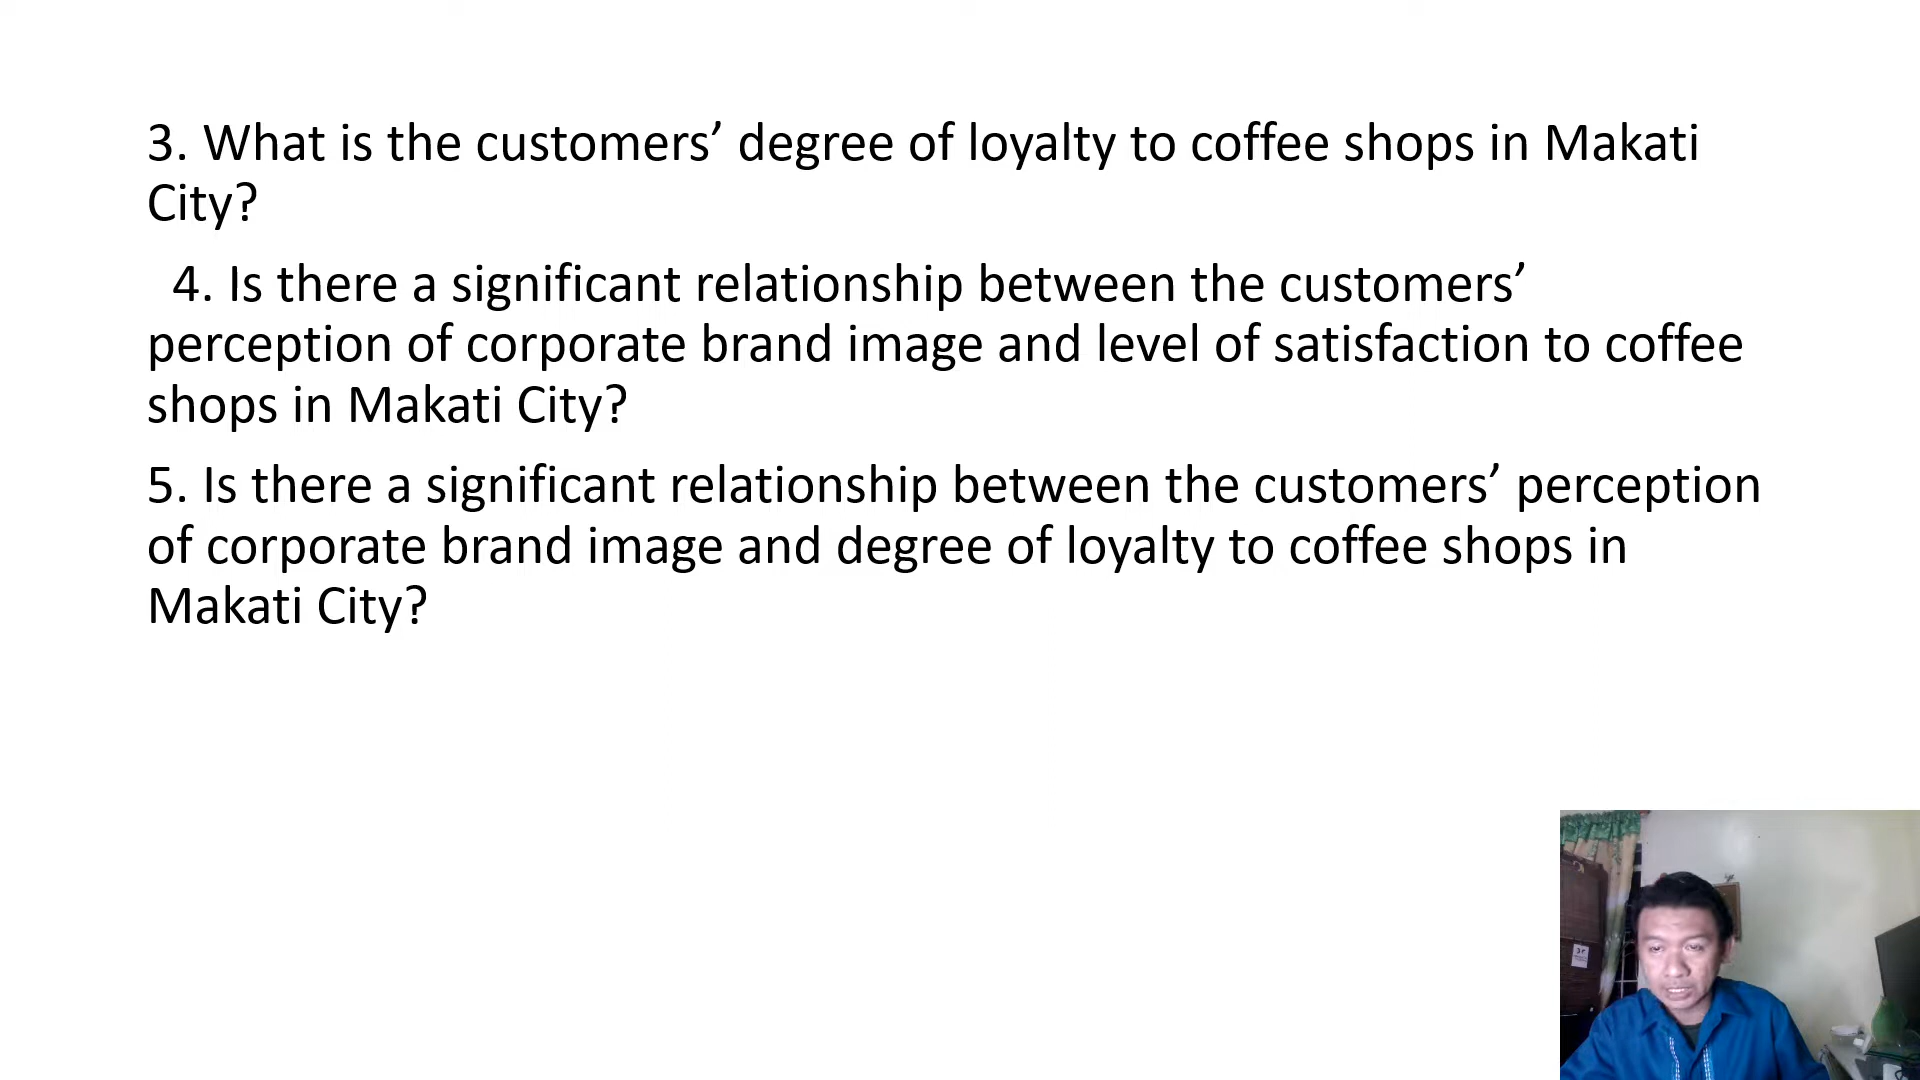 3. What is the customers’ degree of loyalty to coffee shops in Makati
City?
4. Is there a significant relationship between the customers’
perception of corporate brand image and level of satisfaction to coffee
shops in Makati City?
5. Is there a significant relationship between the customers’ perception
of corporate brand image and degree of loyalty to coffee shops in
Makati City?